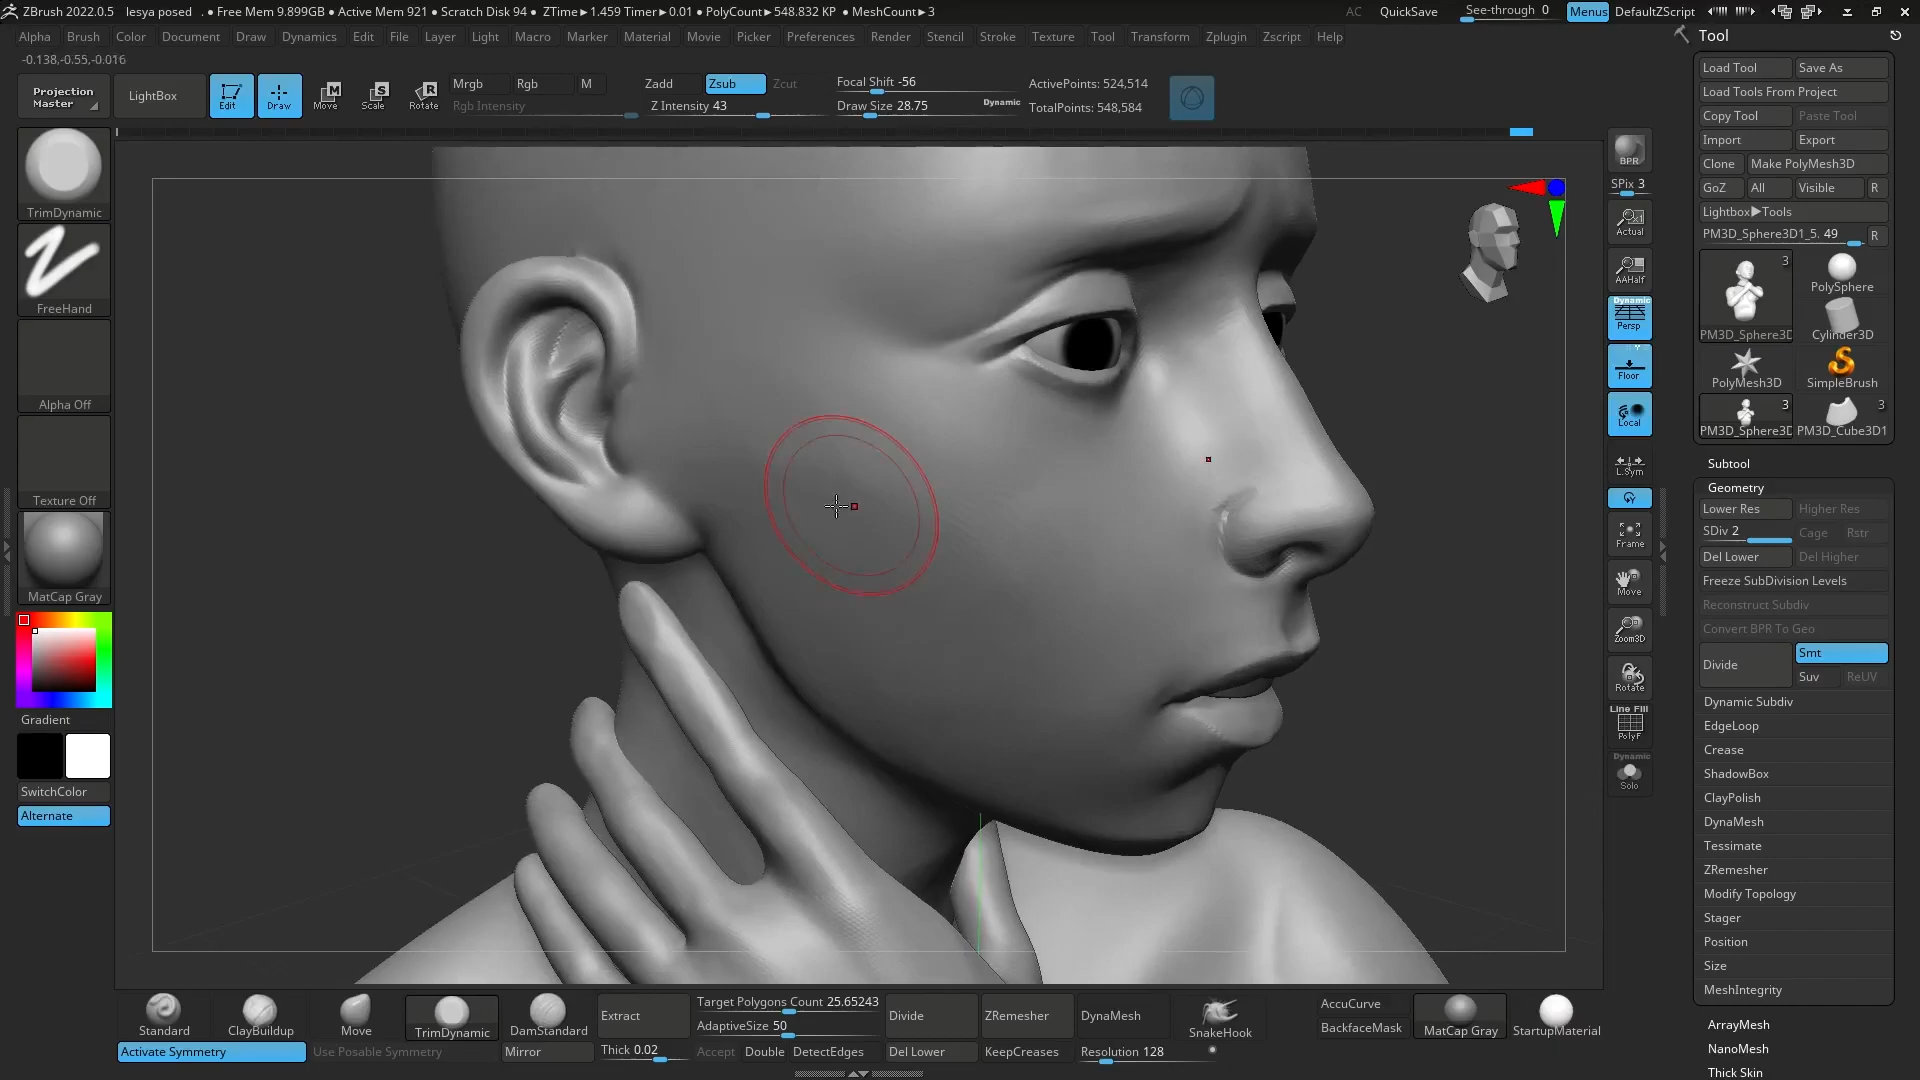 ZBrush 2022.0.5 lesya posed . ● Free Mem 9.899GB ● Active Mem 921 ● Scratch Disk 94 ● ZTime►1.459 Timer►0.01 ● PolyCount►548.832 KP ● MeshCount►3
AC QuickSave See-through 0 Menus DefaultZScript
Alpha Brush Color Document Draw Dynamics Edit File Layer Light Macro Marker Material Movie Picker Preferences Render Stencil Stroke Texture Tool Transform Zplugin Zscript Help
-0.138,-0.55,-0.016
Projection Master
LightBox
Edit
Draw
Move
Scale
Rotate
Mrgb Rgb M
Rgb Intensity
Zadd Zsub Zcut
Z Intensity 43
Focal Shift -56
Draw Size 28.75
Dynamic
ActivePoints: 524,514
TotalPoints: 548,584
TrimDynamic
FreeHand
Alpha Off
Texture Off
MatCap Gray
Gradient
SwitchColor
Alternate
BPR
SPix 3
Actual
AAHalf
Dynamic
Persp
Floor
Local
L.Sym
Frame
Move
Zoom3D
Rotate
Line Fill
PolyF
Dynamic
Solo
Tool
Load Tool Save As
Load Tools From Project
Copy Tool Paste Tool
Import Export
Clone Make PolyMesh3D
GoZ All Visible R
Lightbox►Tools
PM3D_Sphere3D1_5. 49 R
3
PM3D_Sphere3D
PolySphere
Cylinder3D
PolyMesh3D
SimpleBrush
3
PM3D_Sphere3D
3
PM3D_Cube3D1
Subtool
Geometry
Lower Res Higher Res
SDiv 2 Cage Rstr
Del Lower Del Higher
Freeze SubDivision Levels
Reconstruct Subdiv
Convert BPR To Geo
Divide
Smt
Suv ReUV
Dynamic Subdiv
EdgeLoop
Crease
ShadowBox
ClayPolish
DynaMesh
Tessimate
ZRemesher
Modify Topology
Stager
Position
Size
MeshIntegrity
ArrayMesh
NanoMesh
Thick Skin
Standard
ClayBuildup
Move
TrimDynamic
DamStandard
Extract
Target Polygons Count 25.65243
AdaptiveSize 50
Divide
ZRemesher
DynaMesh
SnakeHook
AccuCurve
BackfaceMask
MatCap Gray
StartupMaterial
Activate Symmetry
Use Posable Symmetry
Mirror
Thick 0.02
Accept
Double
DetectEdges
Del Lower
KeepCreases
Resolution 128